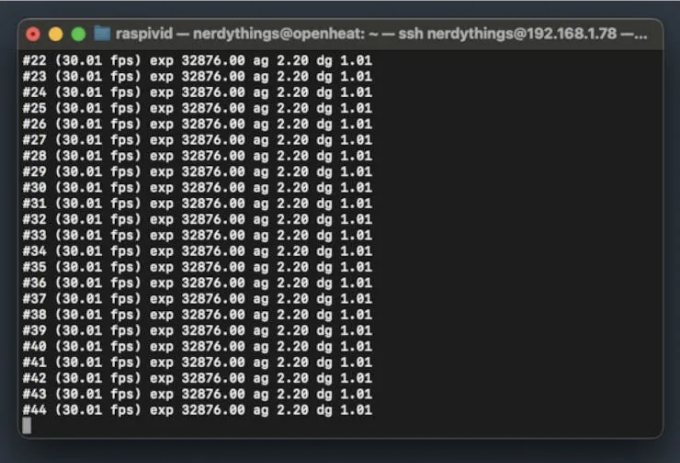 raspivid — nerdythings@openheat: ~ — ssh nerdythings@192.168.1.78 —...
#22 (30.01 fps) exp 32876.00 ag 2.20 dg 1.01
#23 (30.01 fps) exp 32876.00 ag 2.20 dg 1.01
#24 (30.01 fps) exp 32876.00 ag 2.20 dg 1.01
#25 (30.01 fps) exp 32876.00 ag 2.20 dg 1.01
#26 (30.01 fps) exp 32876.00 ag 2.20 dg 1.01
#27 (30.01 fps) exp 32876.00 ag 2.20 dg 1.01
#28 (30.01 fps) exp 32876.00 ag 2.20 dg 1.01
#29 (30.01 fps) exp 32876.00 ag 2.20 dg 1.01
#30 (30.01 fps) exp 32876.00 ag 2.20 dg 1.01
#31 (30.01 fps) exp 32876.00 ag 2.20 dg 1.01
#32 (30.01 fps) exp 32876.00 ag 2.20 dg 1.01
#33 (30.01 fps) exp 32876.00 ag 2.20 dg 1.01
#34 (30.01 fps) exp 32876.00 ag 2.20 dg 1.01
#35 (30.01 fps) exp 32876.00 ag 2.20 dg 1.01
#36 (30.01 fps) exp 32876.00 ag 2.20 dg 1.01
#37 (30.01 fps) exp 32876.00 ag 2.20 dg 1.01
#38 (30.01 fps) exp 32876.00 ag 2.20 dg 1.01
#39 (30.01 fps) exp 32876.00 ag 2.20 dg 1.01
#40 (30.01 fps) exp 32876.00 ag 2.20 dg 1.01
#41 (30.01 fps) exp 32876.00 ag 2.20 dg 1.01
#42 (30.01 fps) exp 32876.00 ag 2.20 dg 1.01
#43 (30.01 fps) exp 32876.00 ag 2.20 dg 1.01
#44 (30.01 fps) exp 32876.00 ag 2.20 dg 1.01